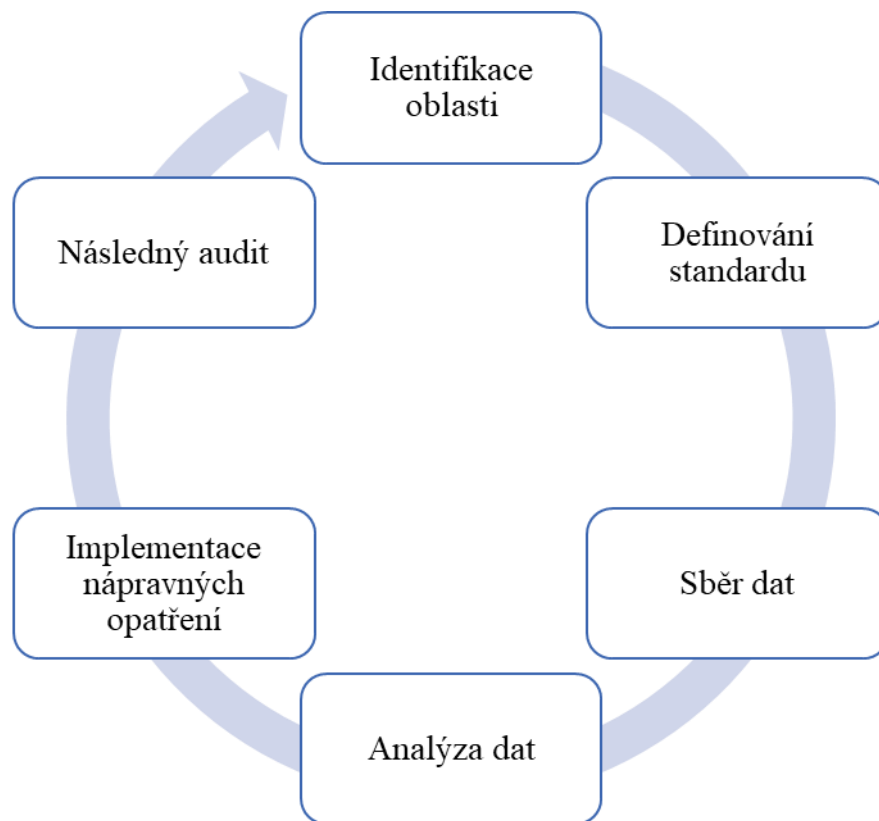 Identifikace
oblasti
Definování
standardu
Sběr dat
Analýza dat
Implementace
nápravných
opatření
Následný audit